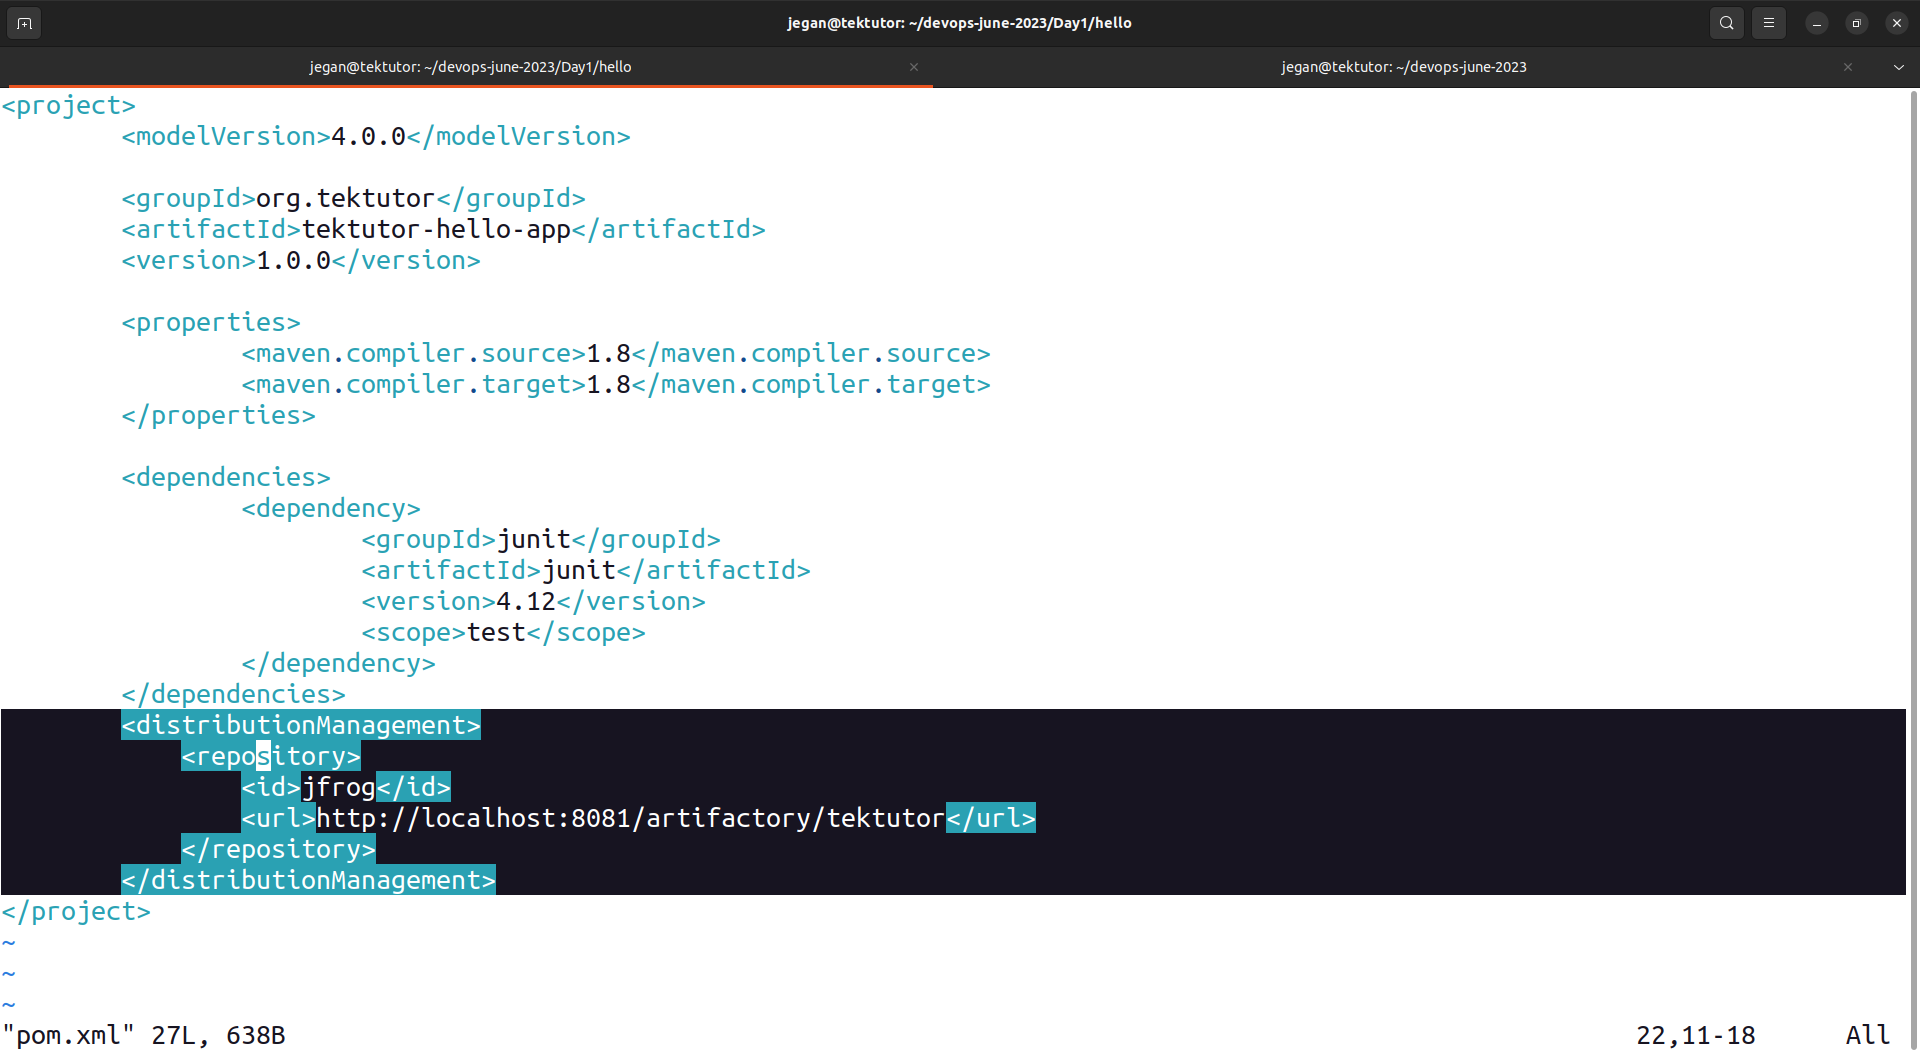 jegan@tektutor: ~/devops-june-2023/Day1/hello
jegan@tektutor: ~/devops-june-2023/Day1/hello
jegan@tektutor: ~/devops-june-2023
<project>
        <modelVersion>4.0.0</modelVersion>
        <groupId>org.tektutor</groupId>
        <artifactId>tektutor-hello-app</artifactId>
        <version>1.0.0</version>
        <properties>
                <maven.compiler.source>1.8</maven.compiler.source>
                <maven.compiler.target>1.8</maven.compiler.target>
        </properties>
        <dependencies>
                <dependency>
                        <groupId>junit</groupId>
                        <artifactId>junit</artifactId>
                        <version>4.12</version>
                        <scope>test</scope>
                </dependency>
        </dependencies>
        <distributionManagement>
            <repository>
                <id>jfrog</id>
                <url>http://localhost:8081/artifactory/tektutor</url>
            </repository>
        </distributionManagement>
</project>
~
~
~
"pom.xml" 27L, 638B 22,11-18 All